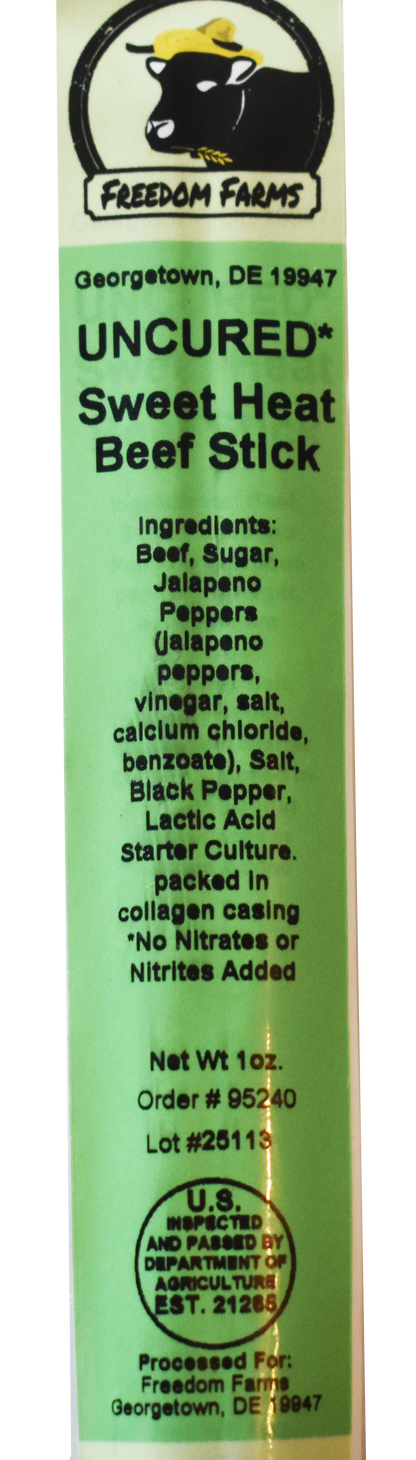 FREEDOM FARMS
Georgetown, DE 19947
UNCURED*
Sweet Heat
Beef Stick
Ingredients:
Beef, Sugar,
Jalapeno
Peppers
(jalapeno
peppers,
vinegar, salt,
calcium chloride,
benzoate), Salt,
Black Pepper,
Lactic Acid
Starter Culture.
packed in
collagen casing
*No Nitrates or
Nitrites Added
Net Wt 1oz.
Order # 95240
Lot #25113
U.S.
INSPECTED
AND PASSED BY
DEPARTMENT OF
AGRICULTURE
EST. 21265
Processed For:
Freedom Farms
Georgetown, DE 19947